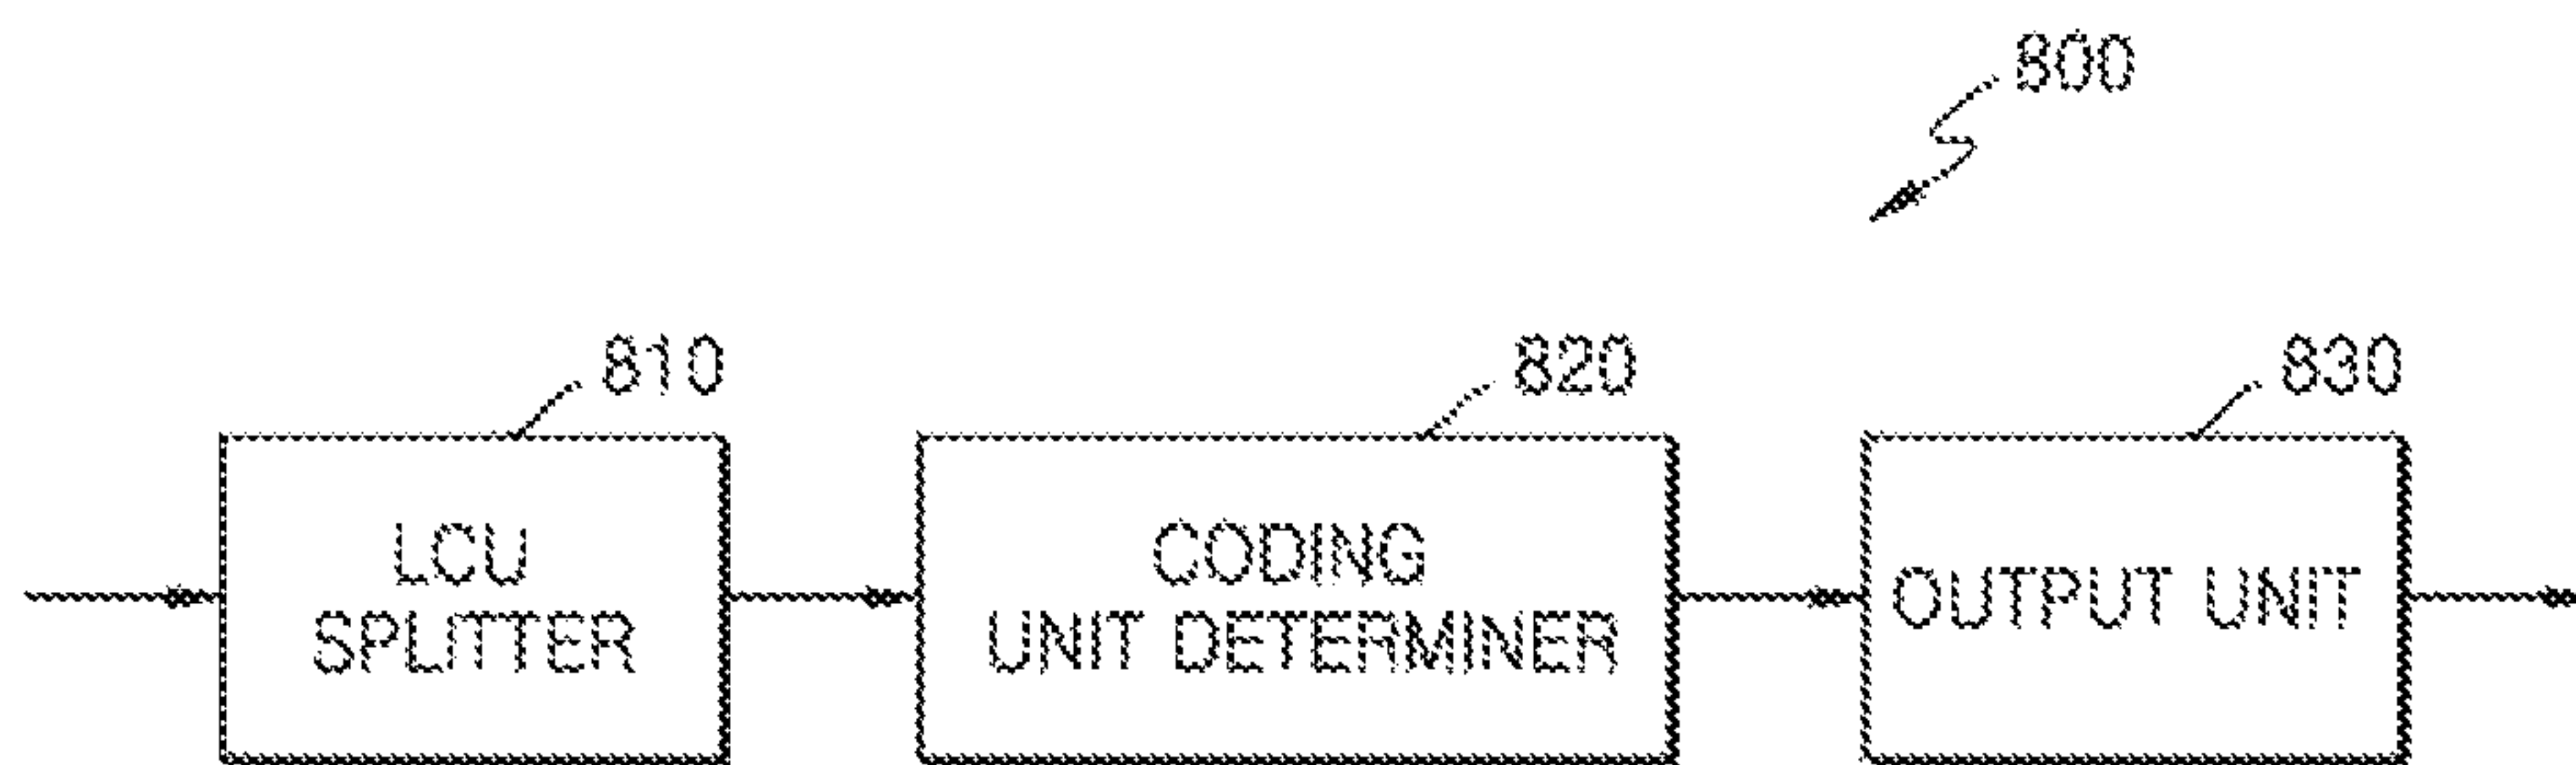 800
810
820
830
LCU
SPLITTER
CODING
UNIT DETERMINER
OUTPUT UNIT